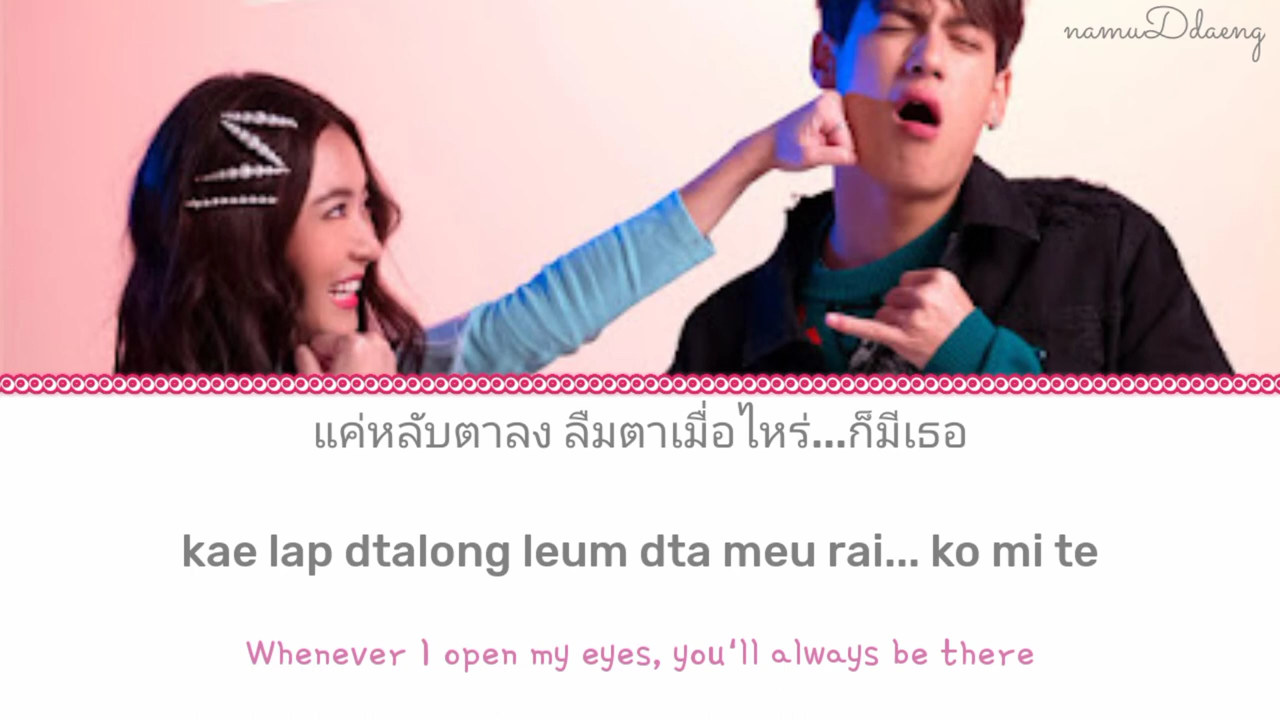 namuDdaeng
แค่หลับตาลง ลืมตาเมื่อไหร่...ก็มีเธอ
kae lap dtalong leum dta meu rai... ko mi te
Whenever I open my eyes, you'll always be there